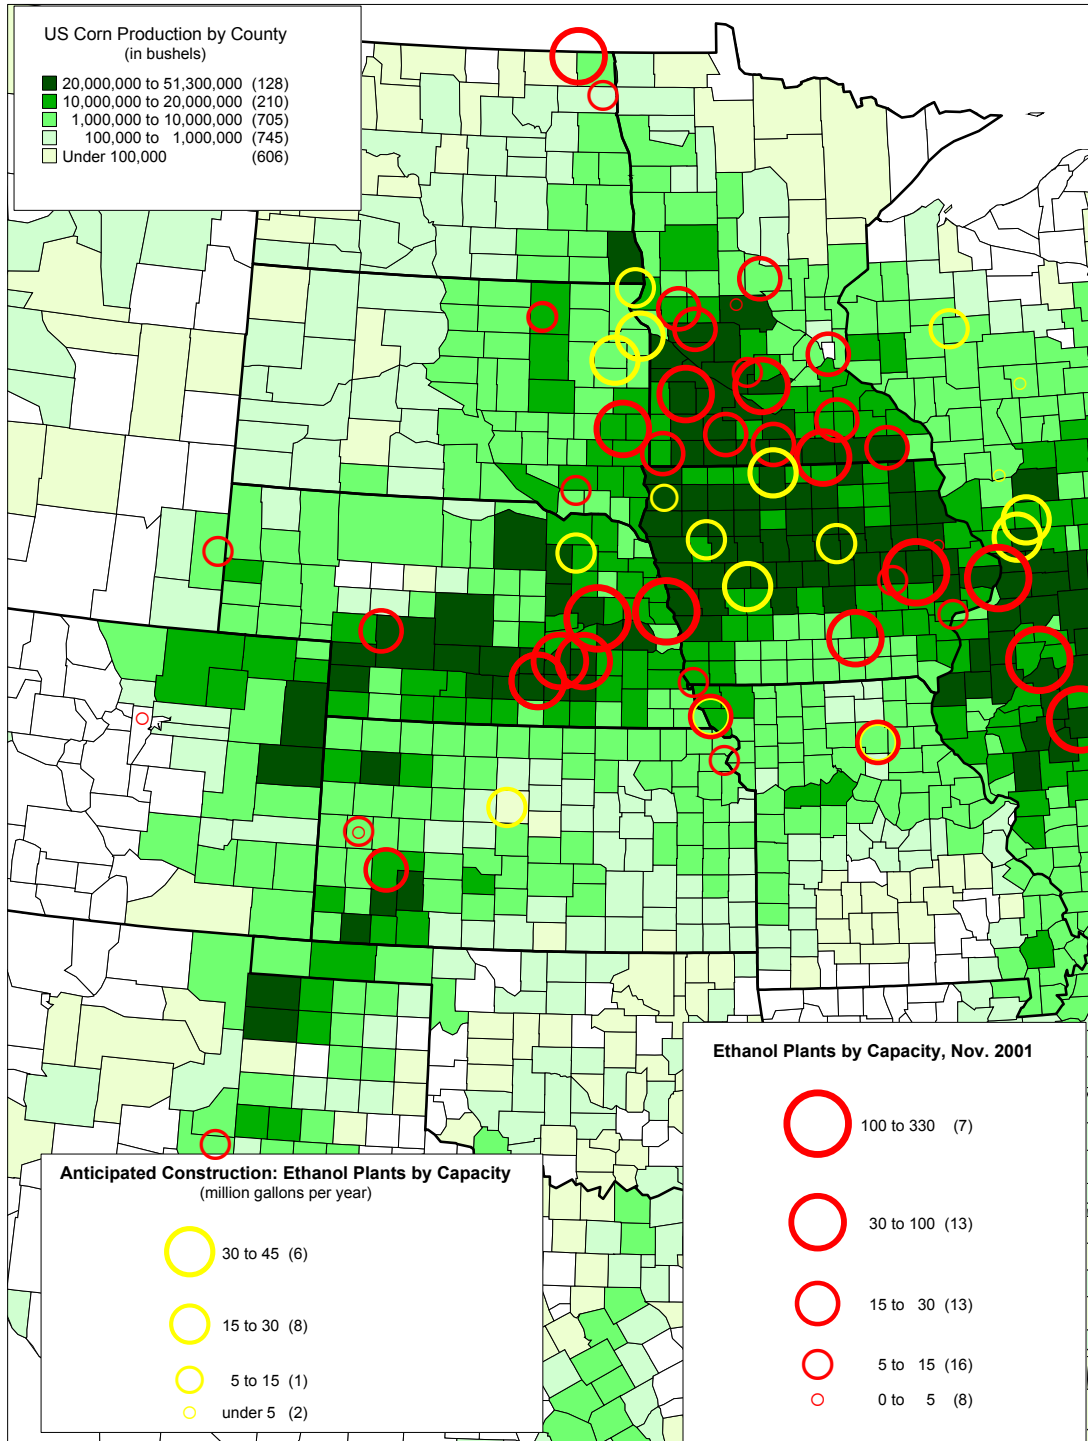 US Corn Production by County
(in bushels)
20,000,000 to 51,300,000 (128)
10,000,000 to 20,000,000 (210)
1,000,000 to 10,000,000 (705)
100,000 to 1,000,000 (745)
Under 100,000 (606)
Ethanol Plants by Capacity, Nov. 2001
100 to 330 (7)
30 to 100 (13)
15 to 30 (13)
5 to 15 (16)
0 to 5 (8)
Anticipated Construction: Ethanol Plants by Capacity
(million gallons per year)
30 to 45 (6)
15 to 30 (8)
5 to 15 (1)
under 5 (2)